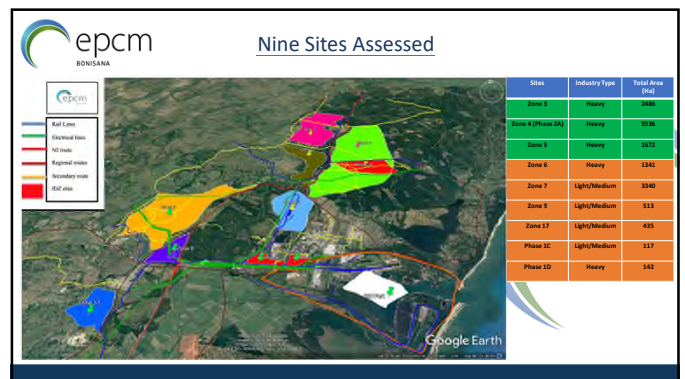 epcm
BONISANA
Nine Sites Assessed
epcm
Rail Lines
Electrical lines
N2 route
Regional routes
Secondary route
IDZ sites
Google Earth
Sites Industry Type Total Area (Ha)
Zone 3 Heavy 2486
Zone 4 (Phase 2A) Heavy 5936
Zone 5 Heavy 1672
Zone 6 Heavy 1341
Zone 7 Light/Medium 3340
Zone 9 Light/Medium 513
Zone 17 Light/Medium 435
Phase 1C Light/Medium 117
Phase 1D Heavy 142